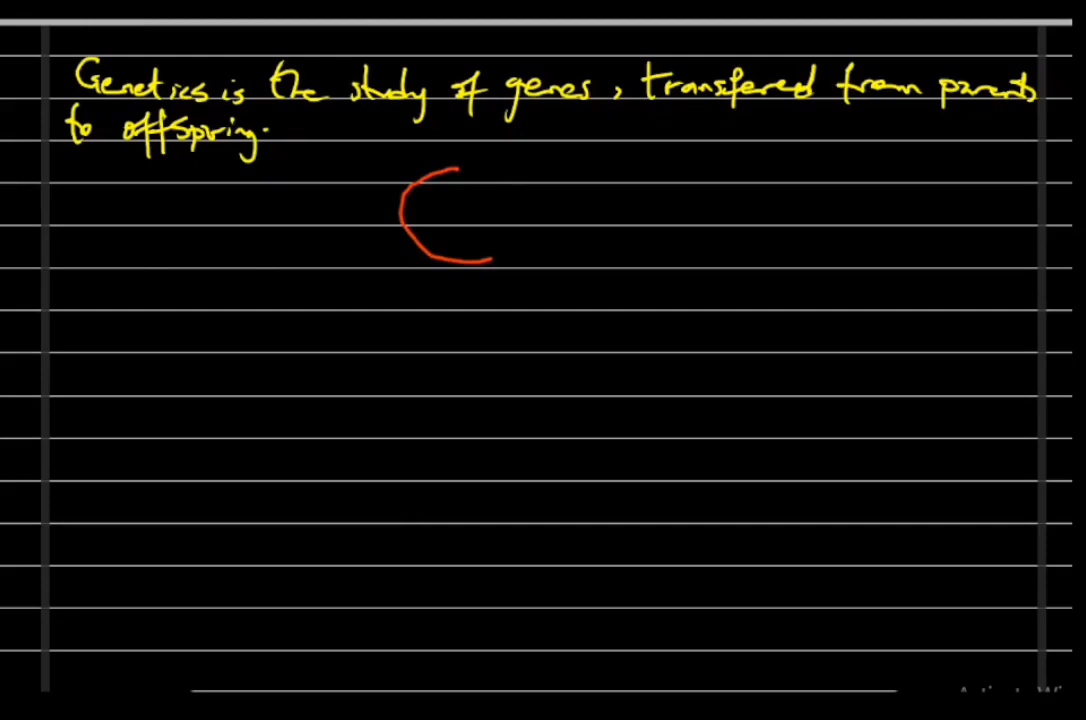 Genetics is the study of genes, transfered from parents
to offspring.